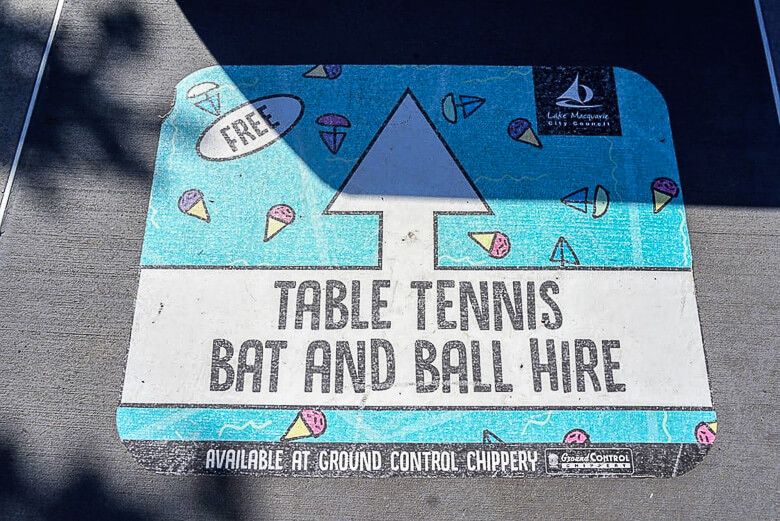 FREE
Lake Macquarie
City Council
TABLE TENNIS
BAT AND BALL HIRE
AVAILABLE AT GROUND CONTROL CHIPPERY
Ground CONTROL
CHIPPERY